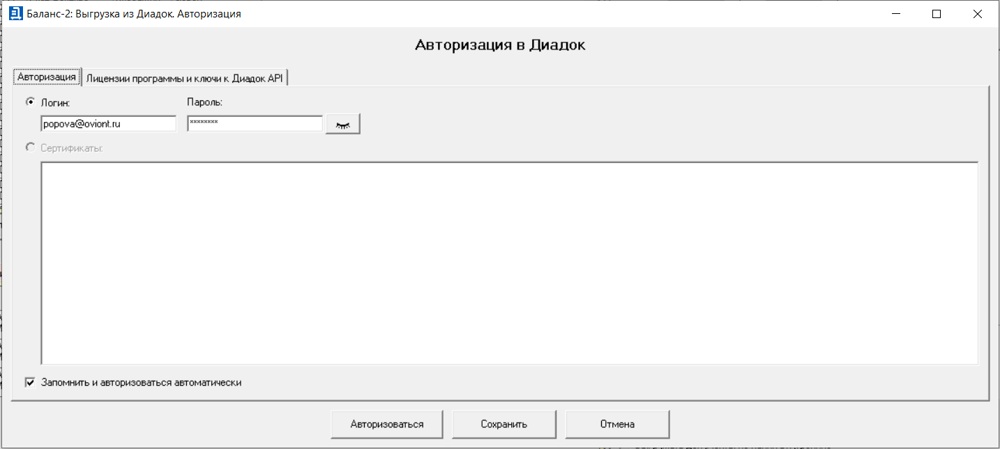 Баланс-2: Выгрузка из Диадок. Авторизация
Авторизация в Диадок
Авторизация Лицензии программы и ключи к Диадок API
Логин: Пароль:
popova@oviont.ru ********
Сертификаты:
Запомнить и авторизоваться автоматически
Авторизоваться Сохранить Отмена